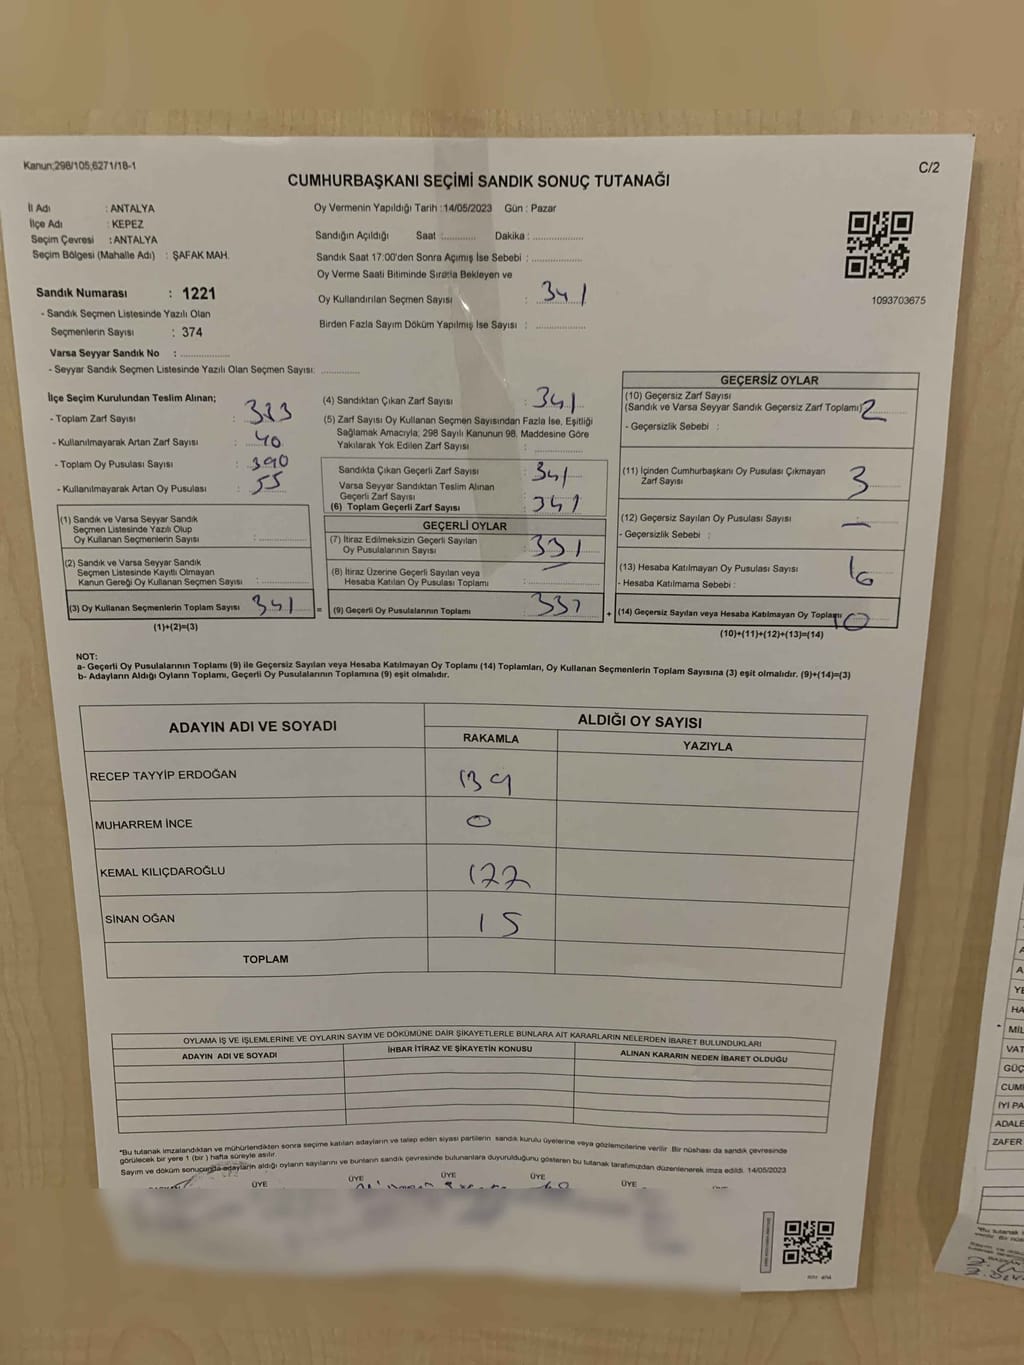 Kanun;298/105,6271/18-1
C/2
CUMHURBAŞKANI SEÇİMİ SANDIK SONUÇ TUTANAĞI
İl Adı : ANTALYA
İlçe Adı : KEPEZ
Seçim Çevresi : ANTALYA
Seçim Bölgesi (Mahalle Adı) : ŞAFAK MAH.
Sandık Numarası : 1221
- Sandık Seçmen Listesinde Yazılı Olan
Seçmenlerin Sayısı : 374
Varsa Seyyar Sandık No : ..............
- Seyyar Sandık Seçmen Listesinde Yazılı Olan Seçmen Sayısı: ............
Oy Vermenin Yapıldığı Tarih :14/05/2023 Gün : Pazar
Sandığın Açıldığı Saat :........... Dakika : ................
Sandık Saat 17:00'den Sonra Açımış İse Sebebi : ................
Oy Verme Saati Bitiminde Sırada Bekleyen ve
Oy Kullandırılan Seçmen Sayısı : 341
Birden Fazla Sayım Döküm Yapılmış İse Sayısı : ................
1093703675
İlçe Seçim Kurulundan Teslim Alınan;
- Toplam Zarf Sayısı :
- Kullanılmayarak Artan Zarf Sayısı : 40
- Toplam Oy Pusulası Sayısı : 390
- Kullanılmayarak Artan Oy Pusulası : 55
(1) Sandık ve Varsa Seyyar Sandık
Seçmen Listesinde Yazılı Olup
Oy Kullanan Seçmenlerin Sayısı : ................
(2) Sandık ve Varsa Seyyar Sandık
Seçmen Listesinde Kayıtlı Olmayan
Kanun Gereği Oy Kullanan Seçmen Sayısı : ................
(3) Oy Kullanan Seçmenlerin Toplam Sayısı 341 =
(1)+(2)=(3)
(4) Sandıktan Çıkan Zarf Sayısı : 341
(5) Zarf Sayısı Oy Kullanan Seçmen Sayısından Fazla İse, Eşitliği
Sağlamak Amacıyla; 298 Sayılı Kanunun 98. Maddesine Göre
Yakılarak Yok Edilen Zarf Sayısı : ................
Sandıkta Çıkan Geçerli Zarf Sayısı : 341
Varsa Seyyar Sandıktan Teslim Alınan
Geçerli Zarf Sayısı :
(6) Toplam Geçerli Zarf Sayısı : 341
GEÇERLİ OYLAR
(7) İtiraz Edilmeksizin Geçerli Sayılan
Oy Pusulalarının Sayısı : 331
(8) İtiraz Üzerine Geçerli Sayılan veya
Hesaba Katılan Oy Pusulası Toplamı : ................
(9) Geçerli Oy Pusulalarının Toplamı : +
GEÇERSİZ OYLAR
(10) Geçersiz Zarf Sayısı
(Sandık ve Varsa Seyyar Sandık Geçersiz Zarf Toplamı) 2
- Geçersizlik Sebebi :
(11) İçinden Cumhurbaşkanı Oy Pusulası Çıkmayan
Zarf Sayısı : 3
(12) Geçersiz Sayılan Oy Pusulası Sayısı : —
- Geçersizlik Sebebi :
(13) Hesaba Katılmayan Oy Pusulası Sayısı :
- Hesaba Katılmama Sebebi :
(14) Geçersiz Sayılan veya Hesaba Katılmayan Oy Toplamı 10
(10)+(11)+(12)+(13)=(14)
NOT:
a- Geçerli Oy Pusulalarının Toplamı (9) ile Geçersiz Sayılan veya Hesaba Katılmayan Oy Toplamı (14) Toplamları, Oy Kullanan Seçmenlerin Toplam Sayısına (3) eşit olmalıdır. (9)+(14)=(3)
b- Adayların Aldığı Oyların Toplamı, Geçerli Oy Pusulalarının Toplamına (9) eşit olmalıdır.
ADAYIN ADI VE SOYADI
ALDIĞI OY SAYISI
RAKAMLA
YAZIYLA
RECEP TAYYİP ERDOĞAN 139
MUHARREM İNCE 0
KEMAL KILIÇDAROĞLU 177
SİNAN OĞAN 15
TOPLAM
OYLAMA İŞ VE İŞLEMLERİNE VE OYLARIN SAYIM VE DÖKÜMÜNE DAİR ŞİKAYETLERLE BUNLARA AİT KARARLARIN NELERDEN İBARET BULUNDUKLARI
ADAYIN ADI VE SOYADI
İHBAR İTİRAZ VE ŞİKAYETİN KONUSU
ALINAN KARARIN NEDEN İBARET OLDUĞU
*Bu tutanak imzalandıktan ve mühürlendikten sonra seçime katılan adayların ve talep eden siyasi partilerin sandık kurulu üyelerine veya gözlemcilerine verilir. Bir nüshası da sandık çevresinde
görülecek bir yere 1 (bir) hafta süreyle asılır.
Sayım ve döküm sonucunda adayların aldığı oyların sayılarını ve bunların sandık çevresinde bulunanlara duyurulduğunu gösteren bu tutanak tarafımızdan düzenlenerek imza edildi. 14/05/2023
ÜYE
ÜYE
ÜYE
ÜYE
ÜYE
YE
HA
MİL
VAT
GÜÇ
CUM
İYİ PA
ADALE
ZAFER